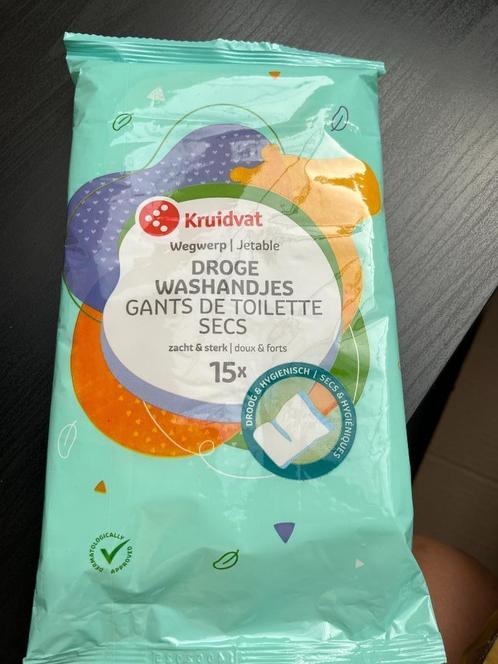 Kruidvat
Wegwerp | Jetable
DROGE
WASHANDJES
GANTS DE TOILETTE
SECS
zacht & sterk | doux & forts
15x
DROOG & HYGIENISCH | SECS & HYGIÉNIQUES
DERMATOLOGICALLY
APPROVED